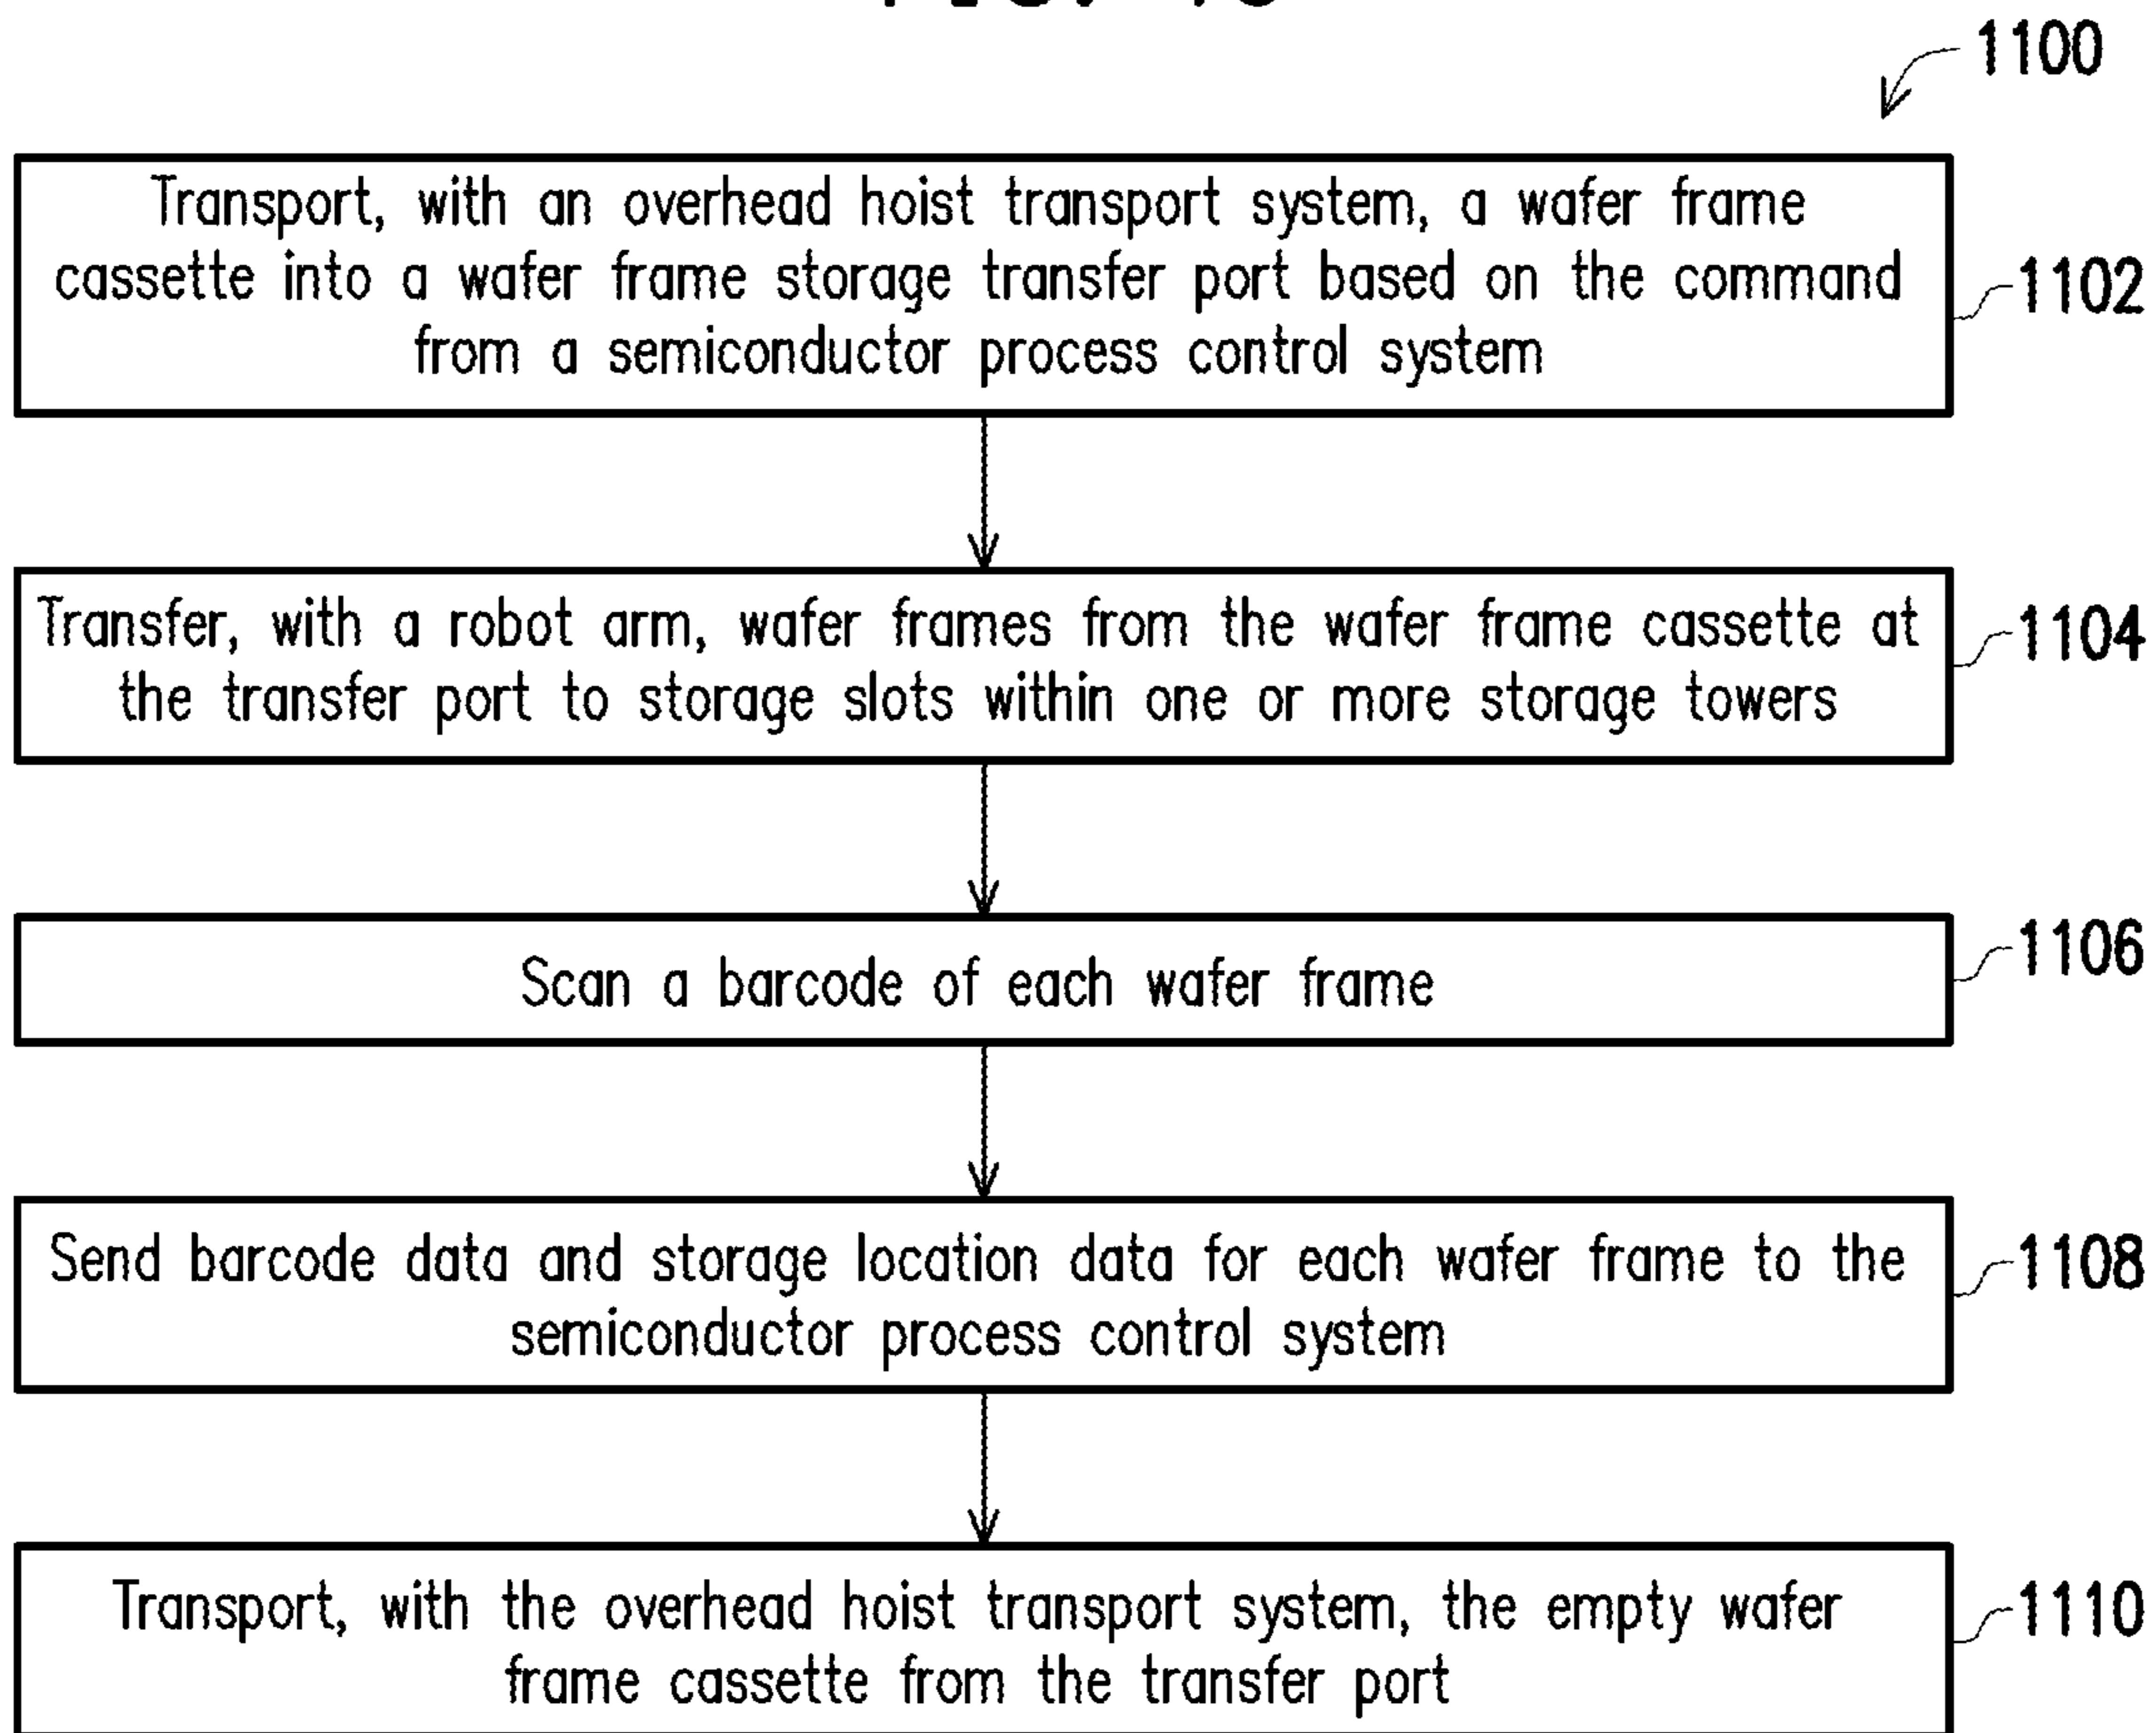 1100
Transport, with an overhead hoist transport system, a wafer frame
cassette into a wafer frame storage transfer port based on the command
from a semiconductor process control system
1102
Transfer, with a robot arm, wafer frames from the wafer frame cassette at
the transfer port to storage slots within one or more storage towers
1104
Scan a barcode of each wafer frame
1106
Send barcode data and storage location data for each wafer frame to the
semiconductor process control system
1108
Transport, with the overhead hoist transport system, the empty wafer
frame cassette from the transfer port
1110